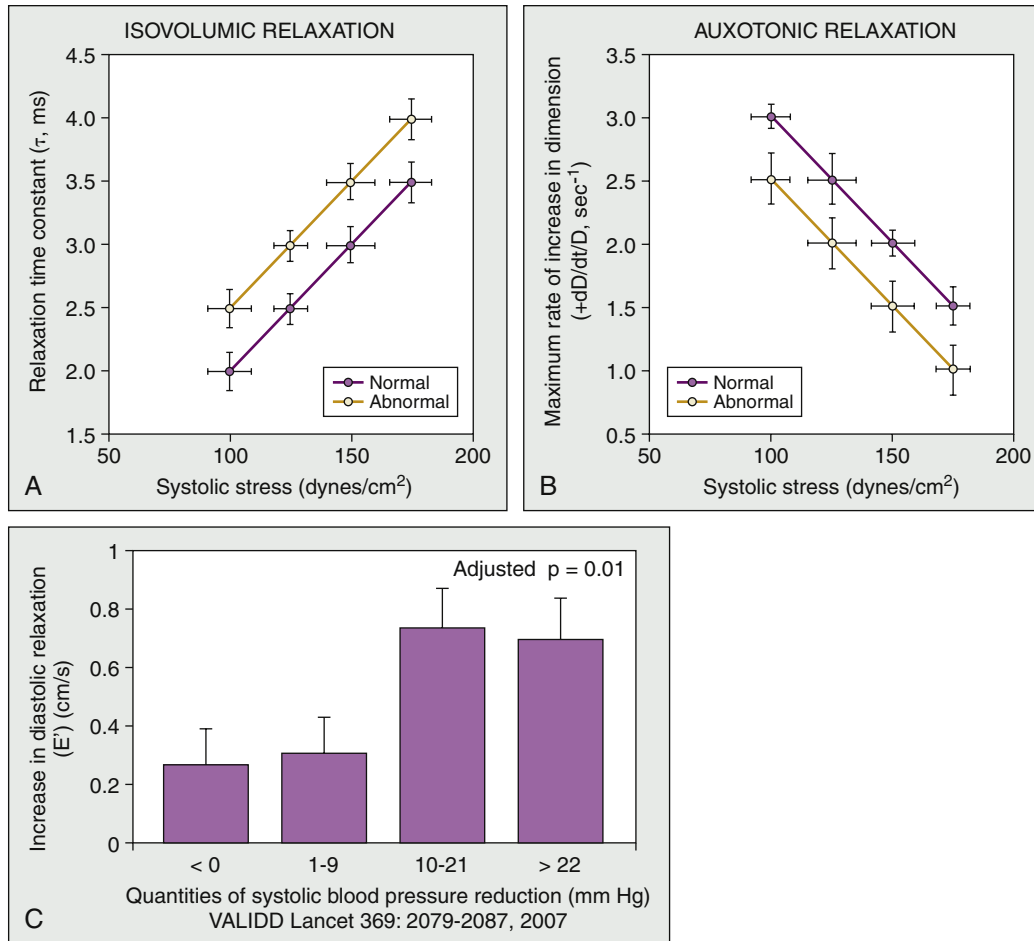 ISOVOLUMIC RELAXATION
Relaxation time constant (τ, ms)
4.5
4.0
3.5
3.0
2.5
2.0
1.5
Normal
Abnormal
50
100
150
200
Systolic stress (dynes/cm²)
A
AUXOTONIC RELAXATION
Maximum rate of increase in dimension
(+dD/dt/D, sec⁻¹)
3.5
3.0
2.5
2.0
1.5
1.0
0.5
Normal
Abnormal
50
100
150
200
Systolic stress (dynes/cm²)
B
Increase in diastolic relaxation
(E') (cm/s)
1
0.8
0.6
0.4
0.2
0
Adjusted p = 0.01
< 0
1-9
10-21
> 22
Quantities of systolic blood pressure reduction (mm Hg)
VALIDD Lancet 369: 2079-2087, 2007
C